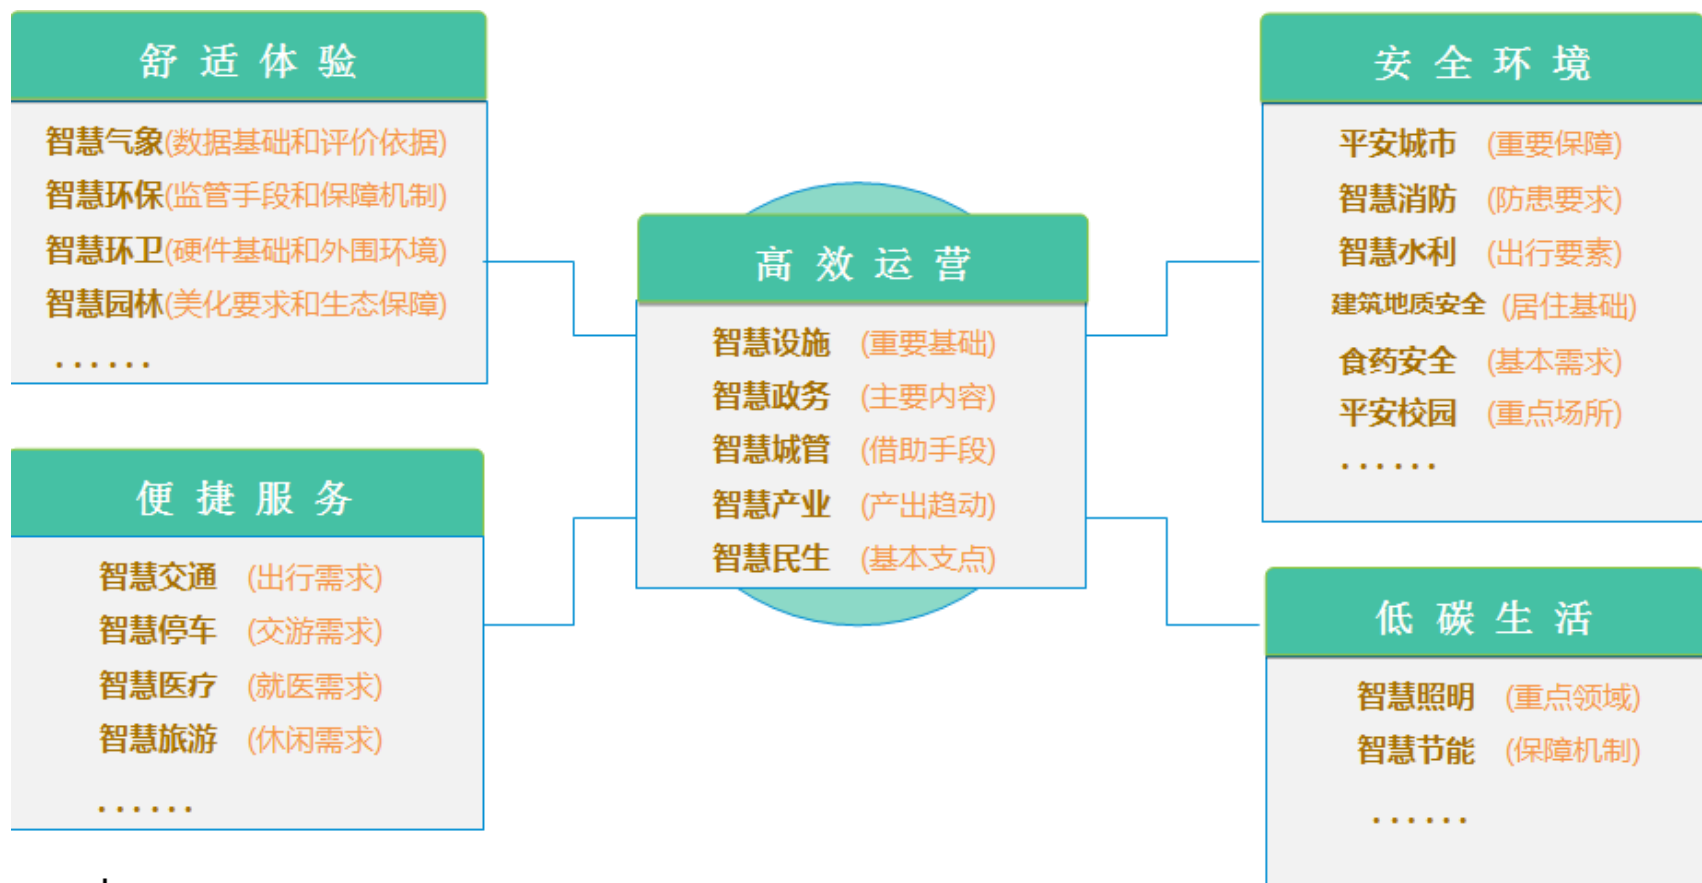 舒适体验
智慧气象(数据基础和评价依据)
智慧环保(监管手段和保障机制)
智慧环卫(硬件基础和外围环境)
智慧园林(美化要求和生态保障)
······
便捷服务
智慧交通 (出行需求)
智慧停车 (交游需求)
智慧医疗 (就医需求)
智慧旅游 (休闲需求)
······
高效运营
智慧设施 (重要基础)
智慧政务 (主要内容)
智慧城管 (借助手段)
智慧产业 (产出趋动)
智慧民生 (基本支点)
安全环境
平安城市 (重要保障)
智慧消防 (防患要求)
智慧水利 (出行要素)
建筑地质安全 (居住基础)
食药安全 (基本需求)
平安校园 (重点场所)
······
低碳生活
智慧照明 (重点领域)
智慧节能 (保障机制)
······